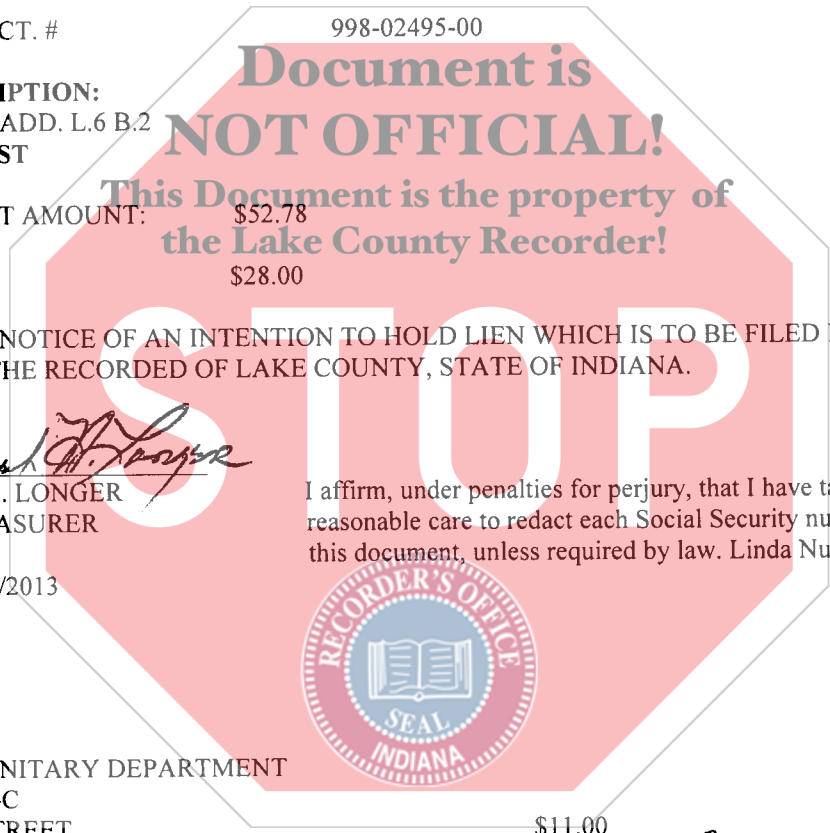 CT. # 998-02495-00
Document is
IPTION:
ADD. L.6 B.2
NOT OFFICIAL!
ST
This Document is the property of
T AMOUNT: $52.78
the Lake County Recorder!
$28.00
STOP
NOTICE OF AN INTENTION TO HOLD LIEN WHICH IS TO BE FILED
HE RECORDED OF LAKE COUNTY, STATE OF INDIANA.
. LONGER
ASURER
I affirm, under penalties for perjury, that I have ta
reasonable care to redact each Social Security nu
this document, unless required by law. Linda Nu
/2013
RECORDER'S OFFICE
SEAL
INDIANA
NITARY DEPARTMENT
C
TREET
$11.00